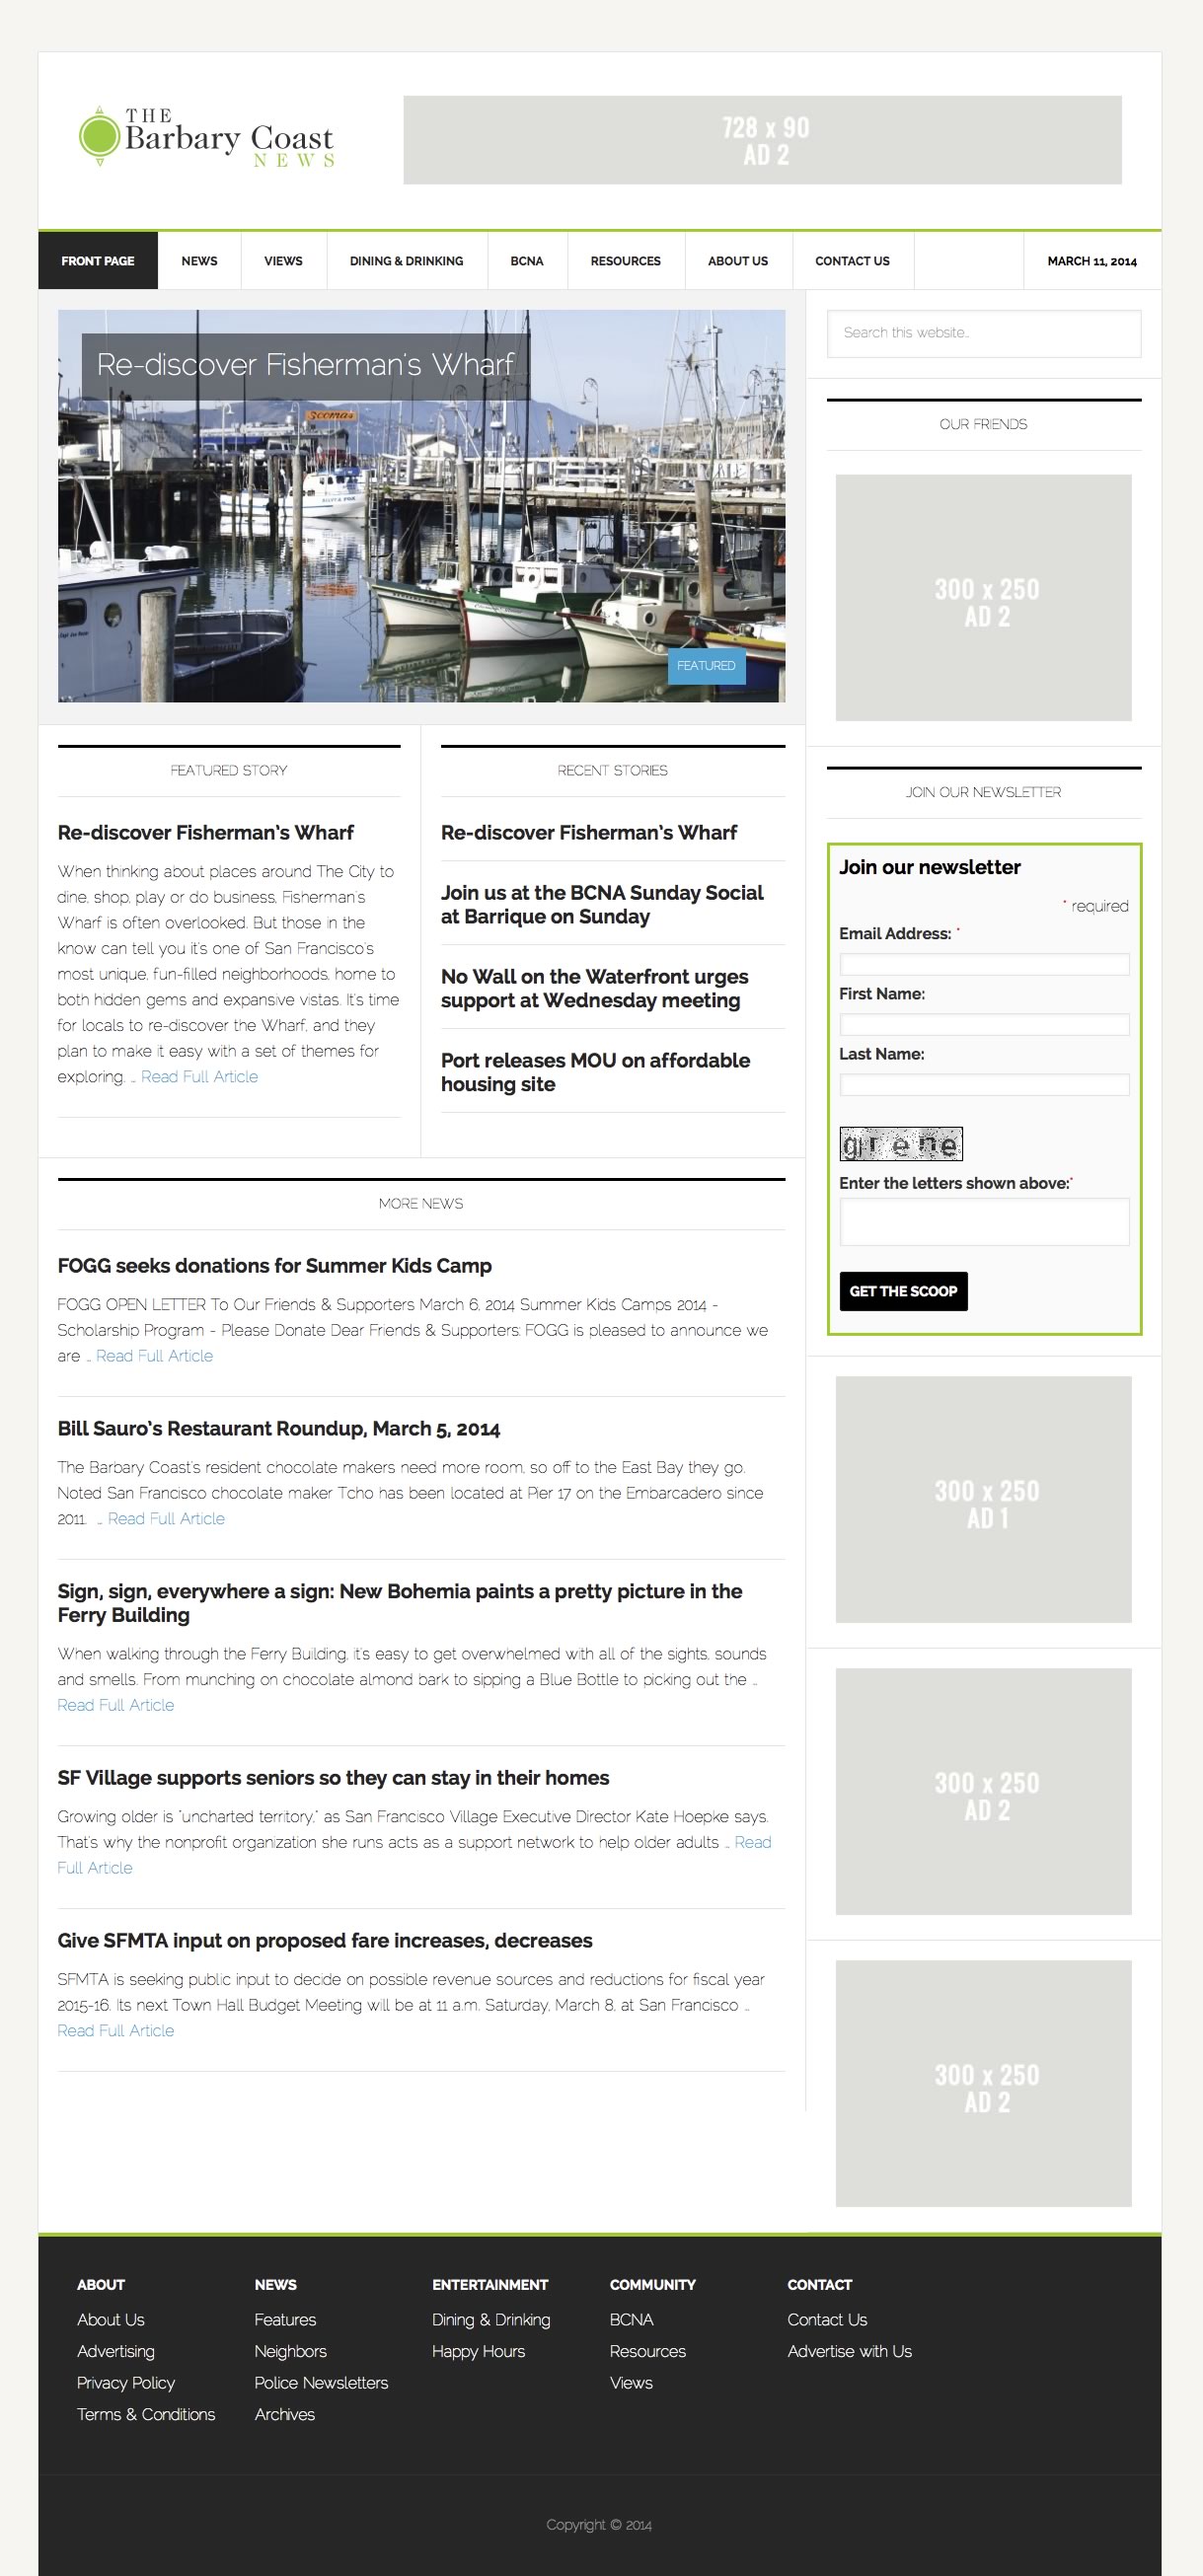 THE
Barbary Coast
NEWS
728 x 90
AD 2
FRONT PAGE
NEWS
VIEWS
DINING & DRINKING
BCNA
RESOURCES
ABOUT US
CONTACT US
MARCH 11, 2014
Re-discover Fisherman's Wharf
Scomas
FEATURED
Search this website…
OUR FRIENDS
300 x 250
AD 2
FEATURED STORY
Re-discover Fisherman's Wharf
When thinking about places around The City to
dine, shop, play or do business, Fisherman's
Wharf is often overlooked. But those in the
know can tell you it's one of San Francisco's
most unique, fun-filled neighborhoods, home to
both hidden gems and expansive vistas. It's time
for locals to re-discover the Wharf, and they
plan to make it easy with a set of themes for
exploring. … Read Full Article
RECENT STORIES
Re-discover Fisherman's Wharf
Join us at the BCNA Sunday Social
at Barrique on Sunday
No Wall on the Waterfront urges
support at Wednesday meeting
Port releases MOU on affordable
housing site
JOIN OUR NEWSLETTER
Join our newsletter
* required
Email Address: *
First Name:
Last Name:
grene
Enter the letters shown above:*
GET THE SCOOP
MORE NEWS
FOGG seeks donations for Summer Kids Camp
FOGG OPEN LETTER To Our Friends & Supporters March 6, 2014 Summer Kids Camps 2014 -
Scholarship Program - Please Donate Dear Friends & Supporters: FOGG is pleased to announce we
are … Read Full Article
Bill Sauro's Restaurant Roundup, March 5, 2014
The Barbary Coast's resident chocolate makers need more room, so off to the East Bay they go.
Noted San Francisco chocolate maker Tcho has been located at Pier 17 on the Embarcadero since
2011. … Read Full Article
Sign, sign, everywhere a sign: New Bohemia paints a pretty picture in the
Ferry Building
When walking through the Ferry Building, it's easy to get overwhelmed with all of the sights, sounds
and smells. From munching on chocolate almond bark to sipping a Blue Bottle to picking out the …
Read Full Article
SF Village supports seniors so they can stay in their homes
Growing older is "uncharted territory," as San Francisco Village Executive Director Kate Hoepke says.
That's why the nonprofit organization she runs acts as a support network to help older adults … Read
Full Article
Give SFMTA input on proposed fare increases, decreases
SFMTA is seeking public input to decide on possible revenue sources and reductions for fiscal year
2015-16. Its next Town Hall Budget Meeting will be at 11 a.m. Saturday, March 8, at San Francisco …
Read Full Article
300 x 250
AD 1
300 x 250
AD 2
300 x 250
AD 2
ABOUT
About Us
Advertising
Privacy Policy
Terms & Conditions
NEWS
Features
Neighbors
Police Newsletters
Archives
ENTERTAINMENT
Dining & Drinking
Happy Hours
COMMUNITY
BCNA
Resources
Views
CONTACT
Contact Us
Advertise with Us
Copyright © 2014